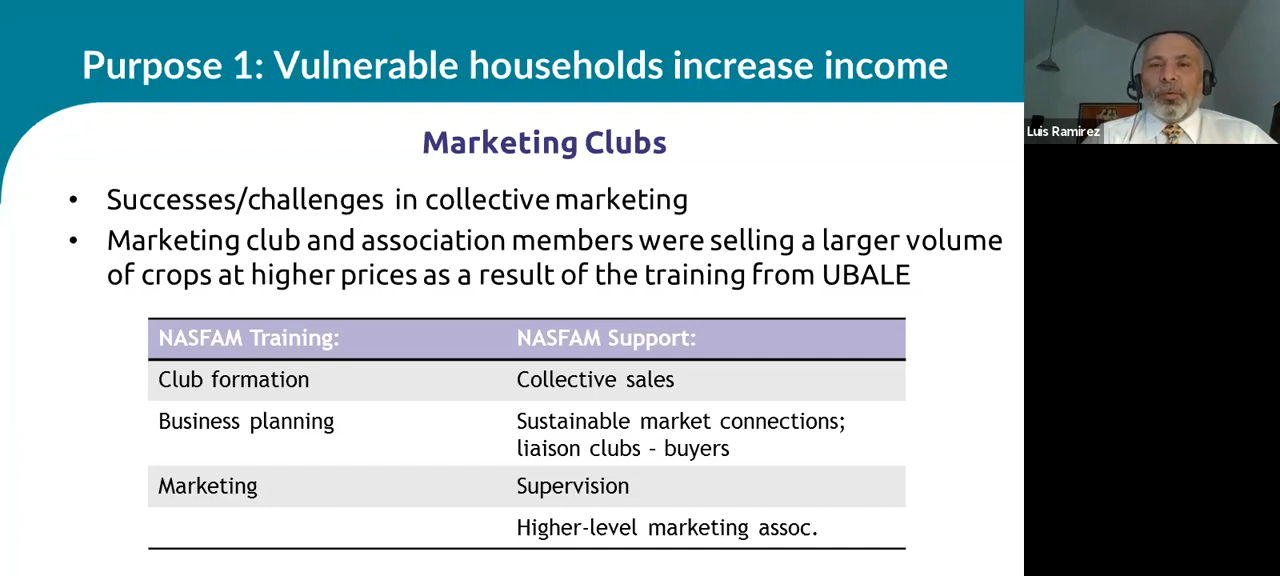 Purpose 1: Vulnerable households increase income
Luis Ramirez
Marketing Clubs
• Successes/challenges in collective marketing
• Marketing club and association members were selling a larger volume
of crops at higher prices as a result of the training from UBALE
NASFAM Training: NASFAM Support:
Club formation Collective sales
Business planning Sustainable market connections;
liaison clubs - buyers
Marketing Supervision
Higher-level marketing assoc.